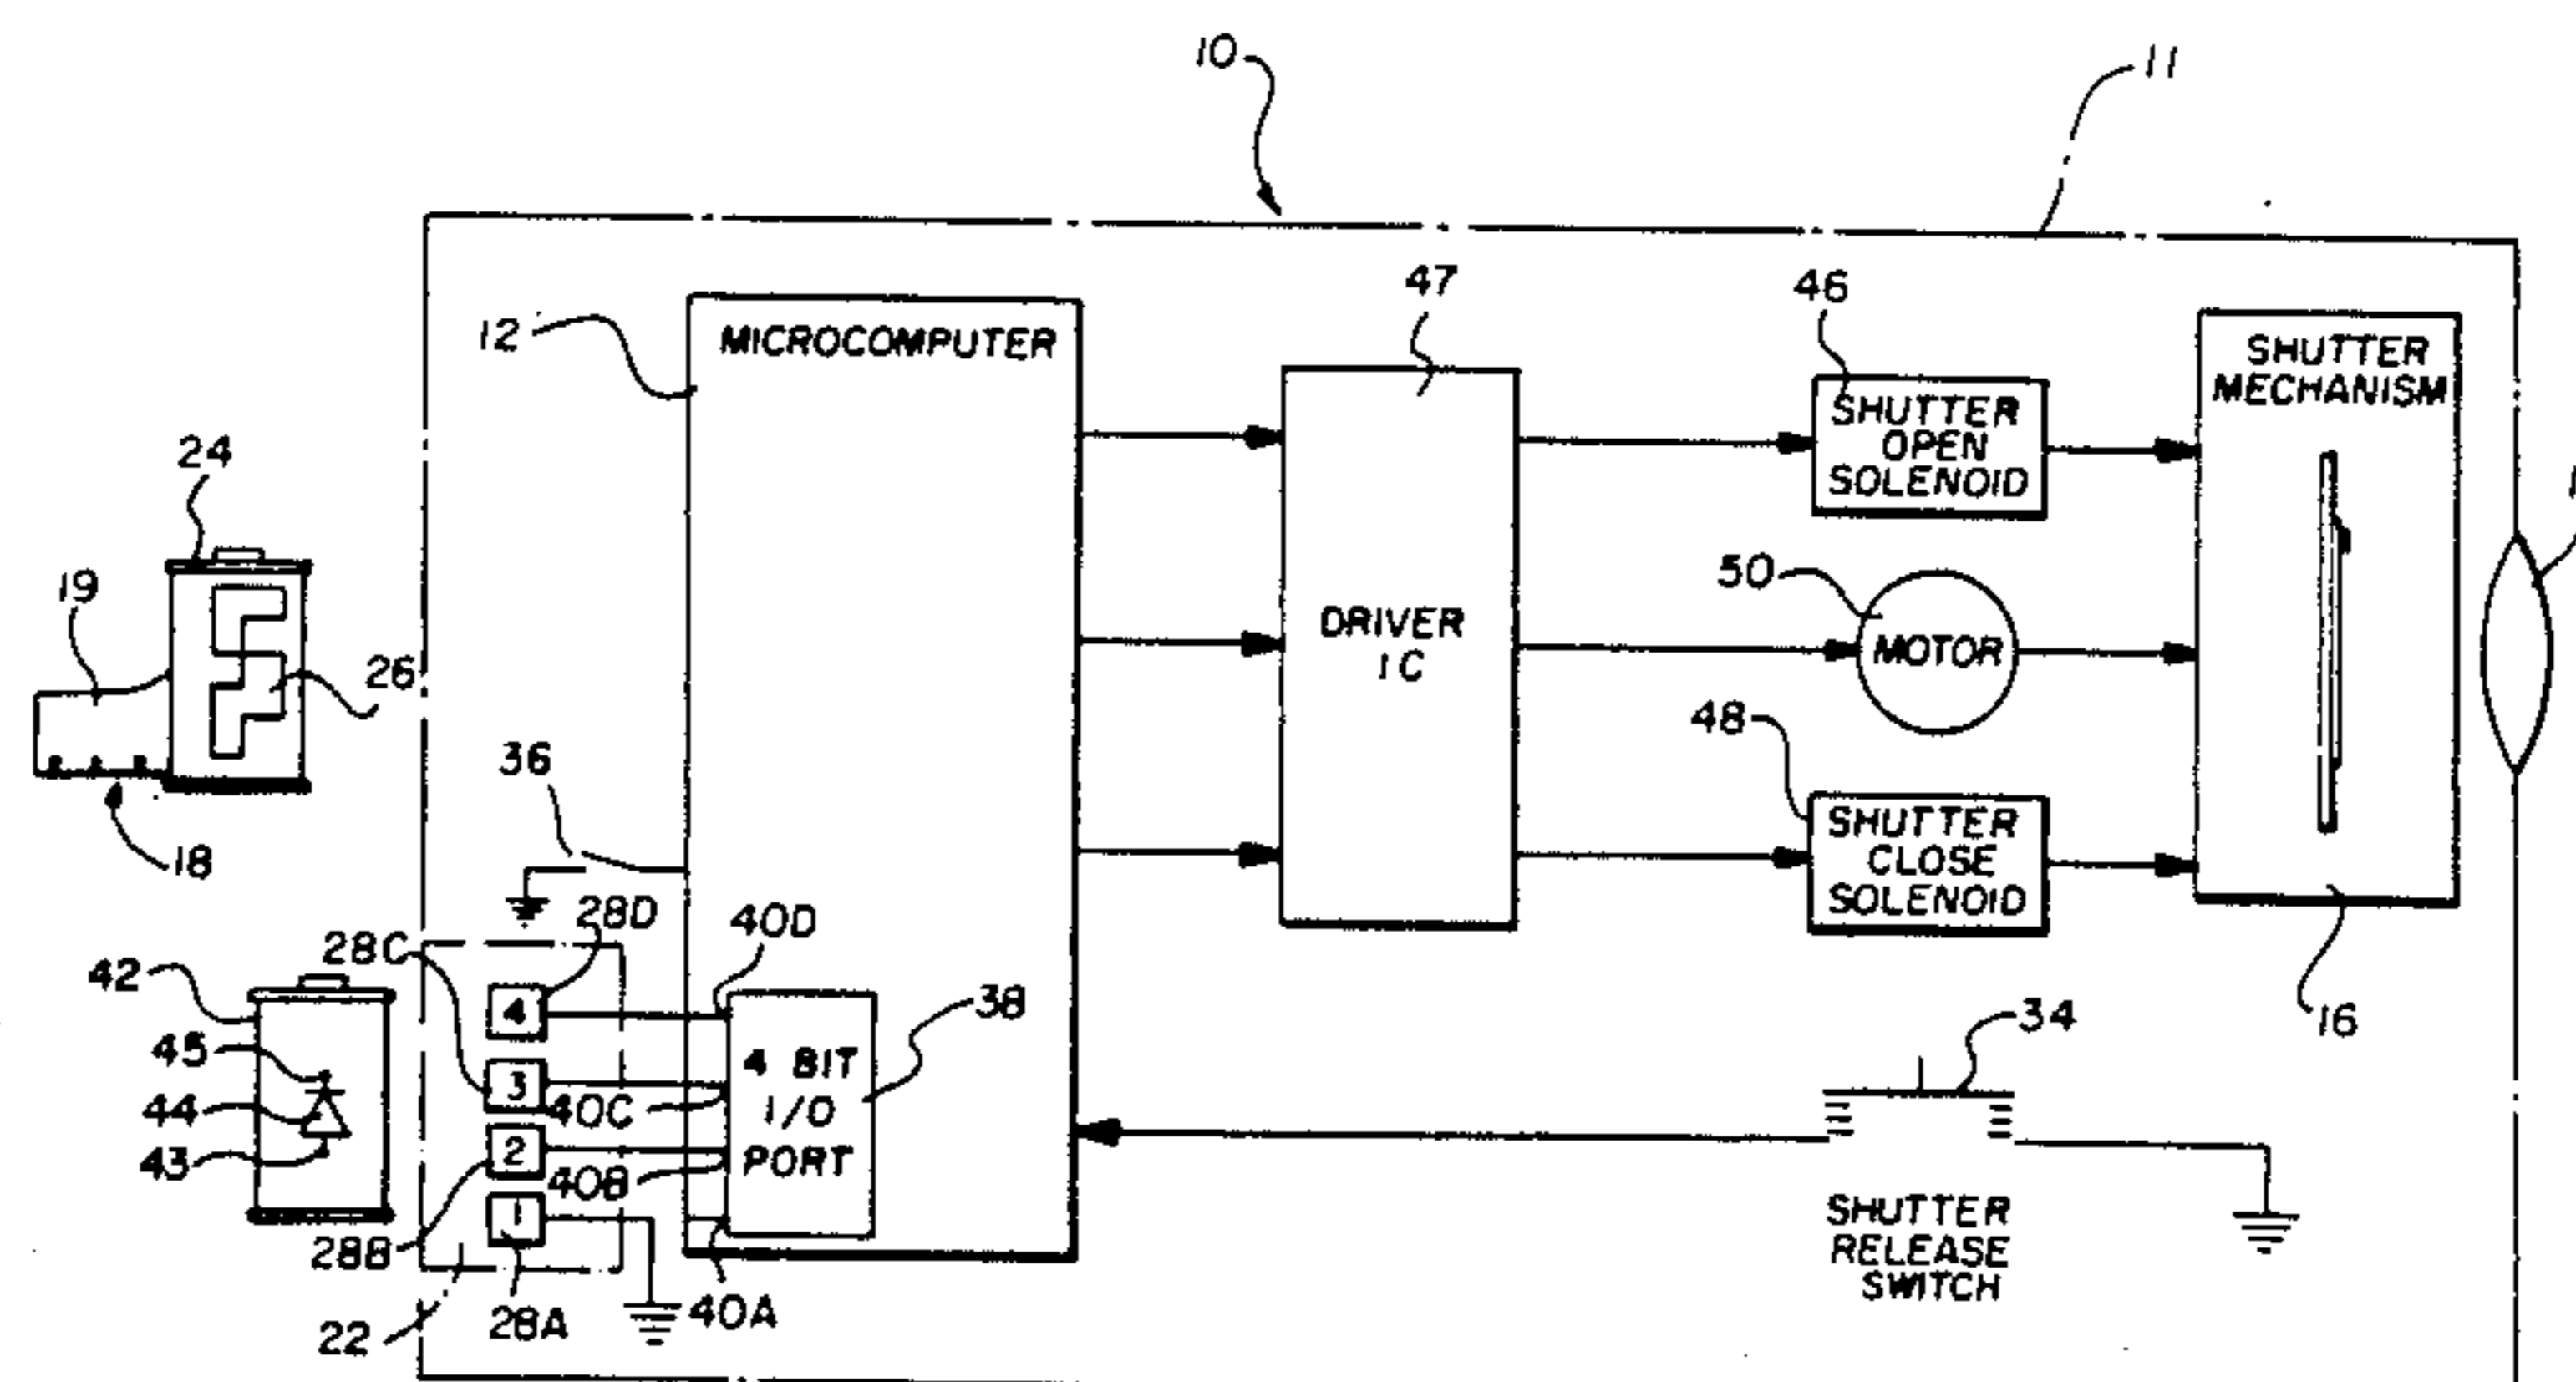 10
11
47
46
12
MICROCOMPUTER
SHUTTER
MECHANISM
SHUTTER
OPEN
SOLENOID
24
19
26
50
MOTOR
DRIVER
IC
48
36
18
SHUTTER
CLOSE
SOLENOID
28D
40D
28C
42
4
38
34
16
45
3
4 BIT
I/O
PORT
44
40C
43
2
40B
1
28B
28A
40A
22
SHUTTER
RELEASE
SWITCH